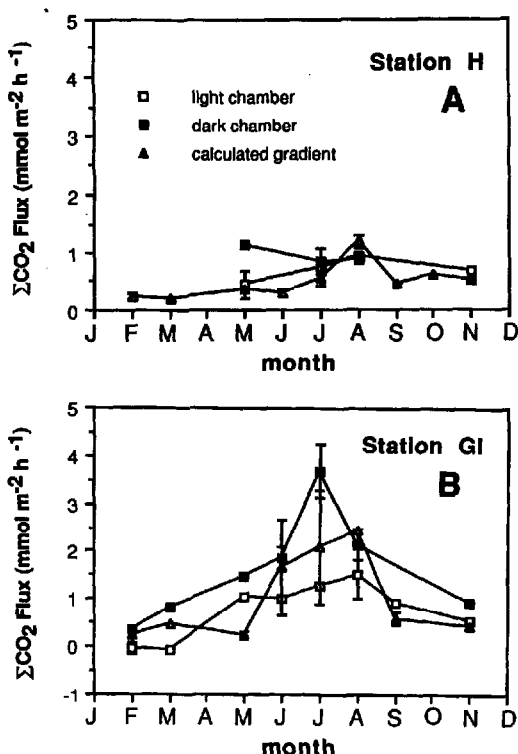 5
4
3
2
1
0
ΣCO2 Flux (mmol m-2 h-1)
Station H
A
light chamber
dark chamber
calculated gradient
J F M A M J J A S O N D
month
5
4
3
2
1
0
-1
ΣCO2 Flux (mmol m-2 h-1)
Station GI
B
J F M A M J J A S O N D
month